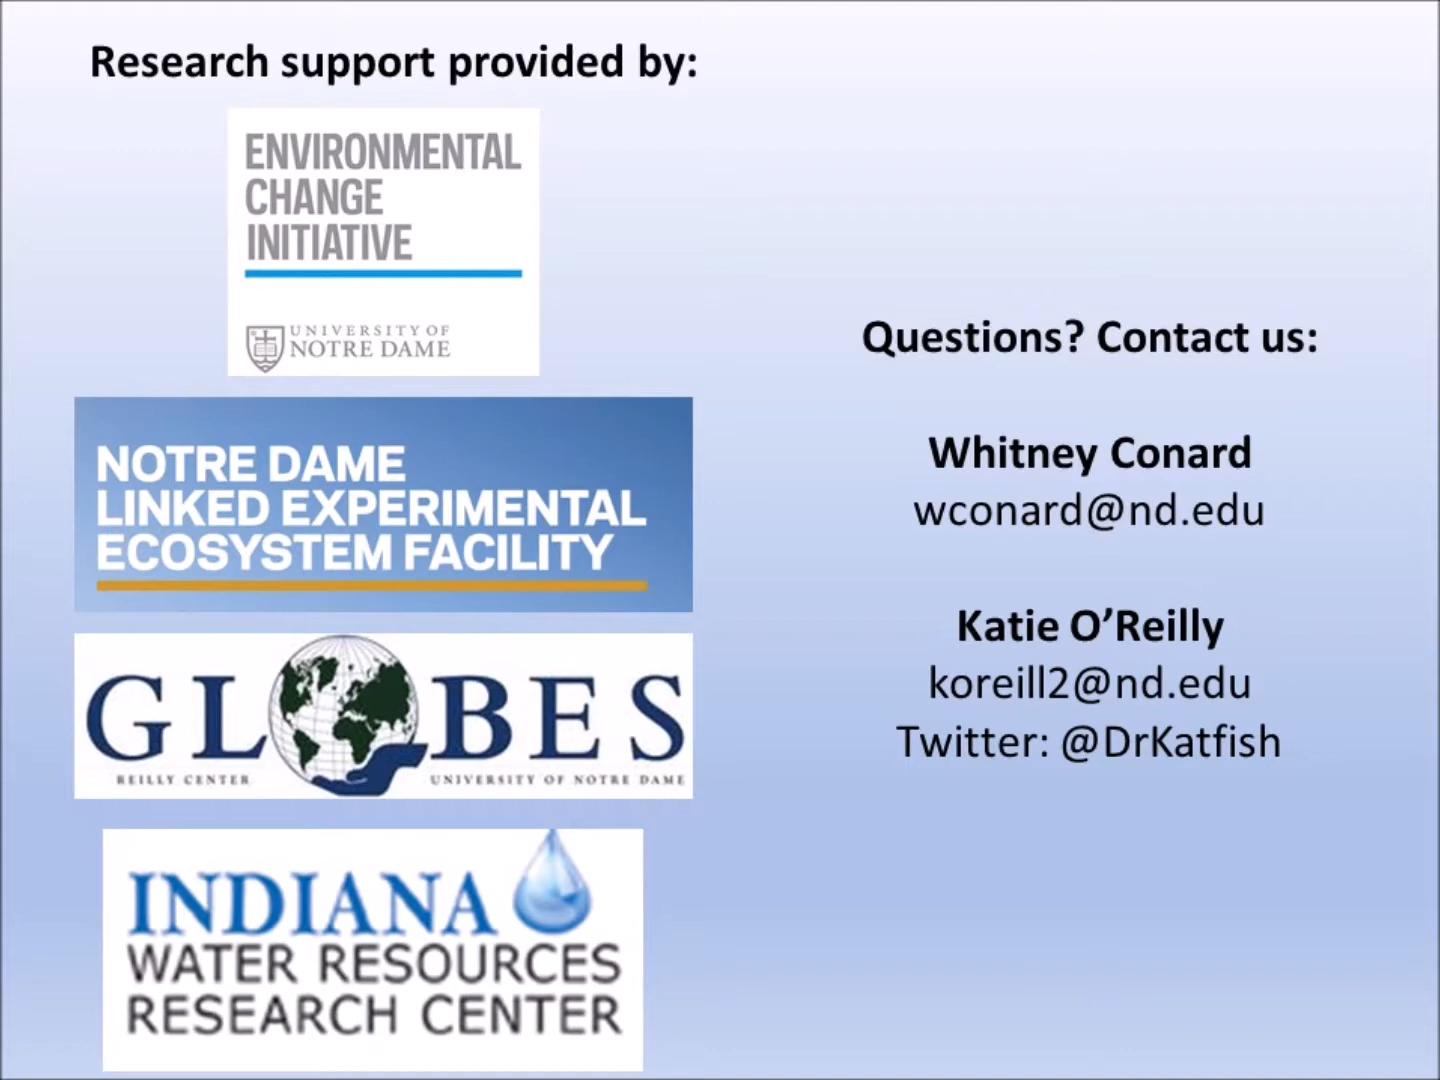 Research support provided by:
ENVIRONMENTAL
CHANGE
INITIATIVE
UNIVERSITY OF
NOTRE DAME
NOTRE DAME
LINKED EXPERIMENTAL
ECOSYSTEM FACILITY
GLOBES
REILLY CENTER UNIVERSITY OF NOTRE DAME
INDIANA
WATER RESOURCES
RESEARCH CENTER
Questions? Contact us:
Whitney Conard
wconard@nd.edu
Katie O’Reilly
koreill2@nd.edu
Twitter: @DrKatfish